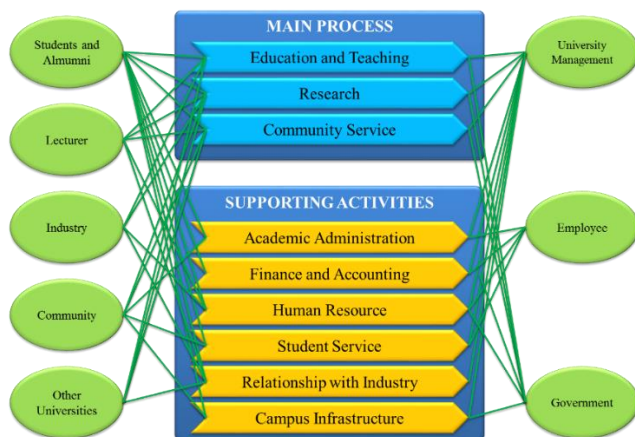 MAIN PROCESS
Education and Teaching
Research
Community Service
SUPPORTING ACTIVITIES
Academic Administration
Finance and Accounting
Human Resource
Student Service
Relationship with Industry
Campus Infrastructure
Students and
Almumni
Lecturer
Industry
Community
Other
Universities
University
Management
Employee
Government